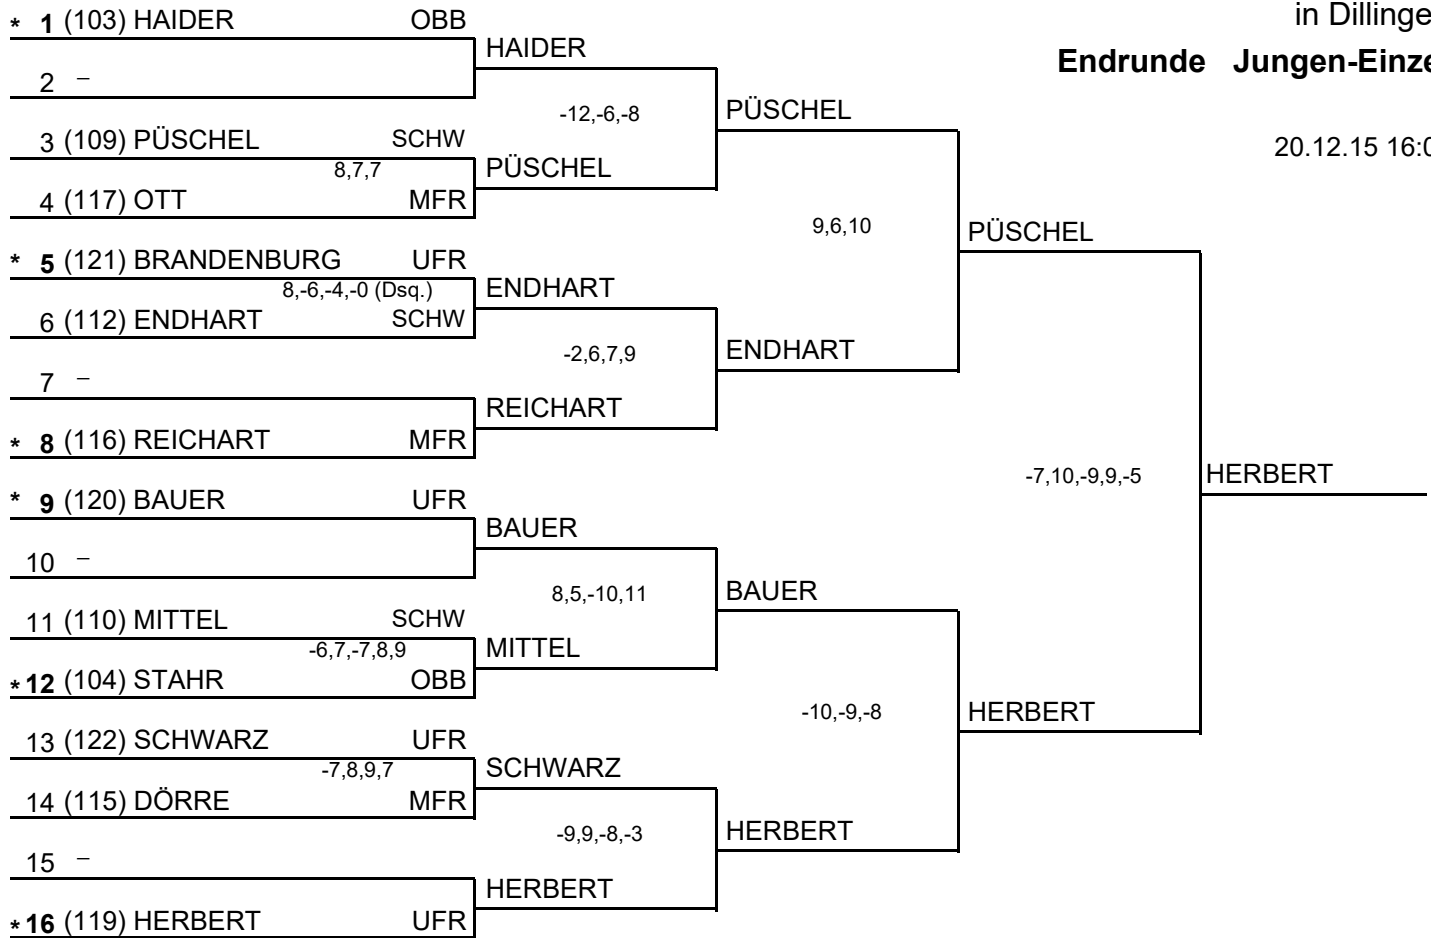 * 1 (103) HAIDER OBB
in Dillinge
HAIDER
Endrunde Jungen-Einze
2 –
-12,-6,-8
PÜSCHEL
3 (109) PÜSCHEL SCHW
20.12.15 16:0
8,7,7
PÜSCHEL
4 (117) OTT MFR
9,6,10
PÜSCHEL
* 5 (121) BRANDENBURG UFR
8,-6,-4,-0 (Dsq.)
ENDHART
6 (112) ENDHART SCHW
-2,6,7,9
ENDHART
7 –
REICHART
* 8 (116) REICHART MFR
-7,10,-9,9,-5
HERBERT
* 9 (120) BAUER UFR
BAUER
10 –
8,5,-10,11
BAUER
11 (110) MITTEL SCHW
-6,7,-7,8,9
MITTEL
* 12 (104) STAHR OBB
-10,-9,-8
HERBERT
13 (122) SCHWARZ UFR
-7,8,9,7
SCHWARZ
14 (115) DÖRRE MFR
-9,9,-8,-3
HERBERT
15 –
HERBERT
* 16 (119) HERBERT UFR